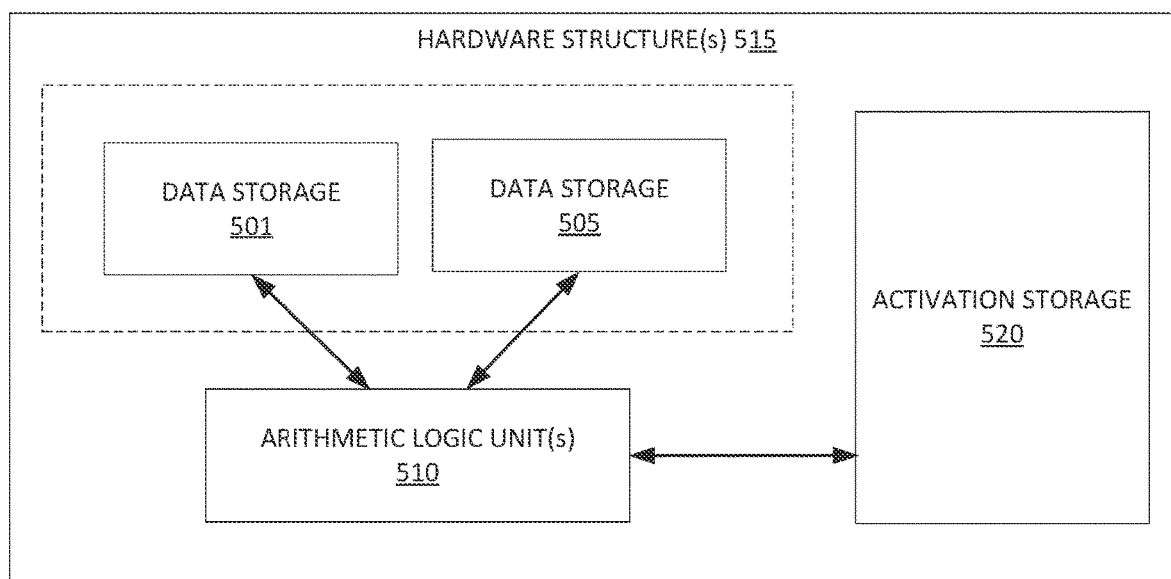 HARDWARE STRUCTURE(s) 515
DATA STORAGE
501
DATA STORAGE
505
ACTIVATION STORAGE
520
ARITHMETIC LOGIC UNIT(s)
510